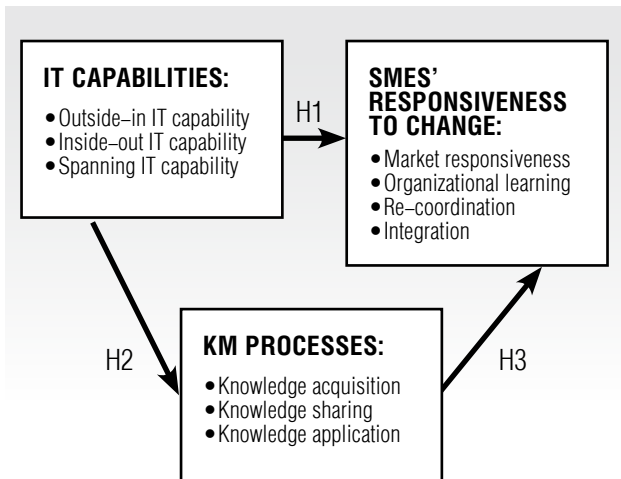 IT CAPABILITIES:
•Outside–in IT capability
•Inside–out IT capability
•Spanning IT capability
H1
SMES’
RESPONSIVENESS
TO CHANGE:
•Market responsiveness
•Organizational learning
•Re–coordination
•Integration
H2
KM PROCESSES:
•Knowledge acquisition
•Knowledge sharing
•Knowledge application
H3